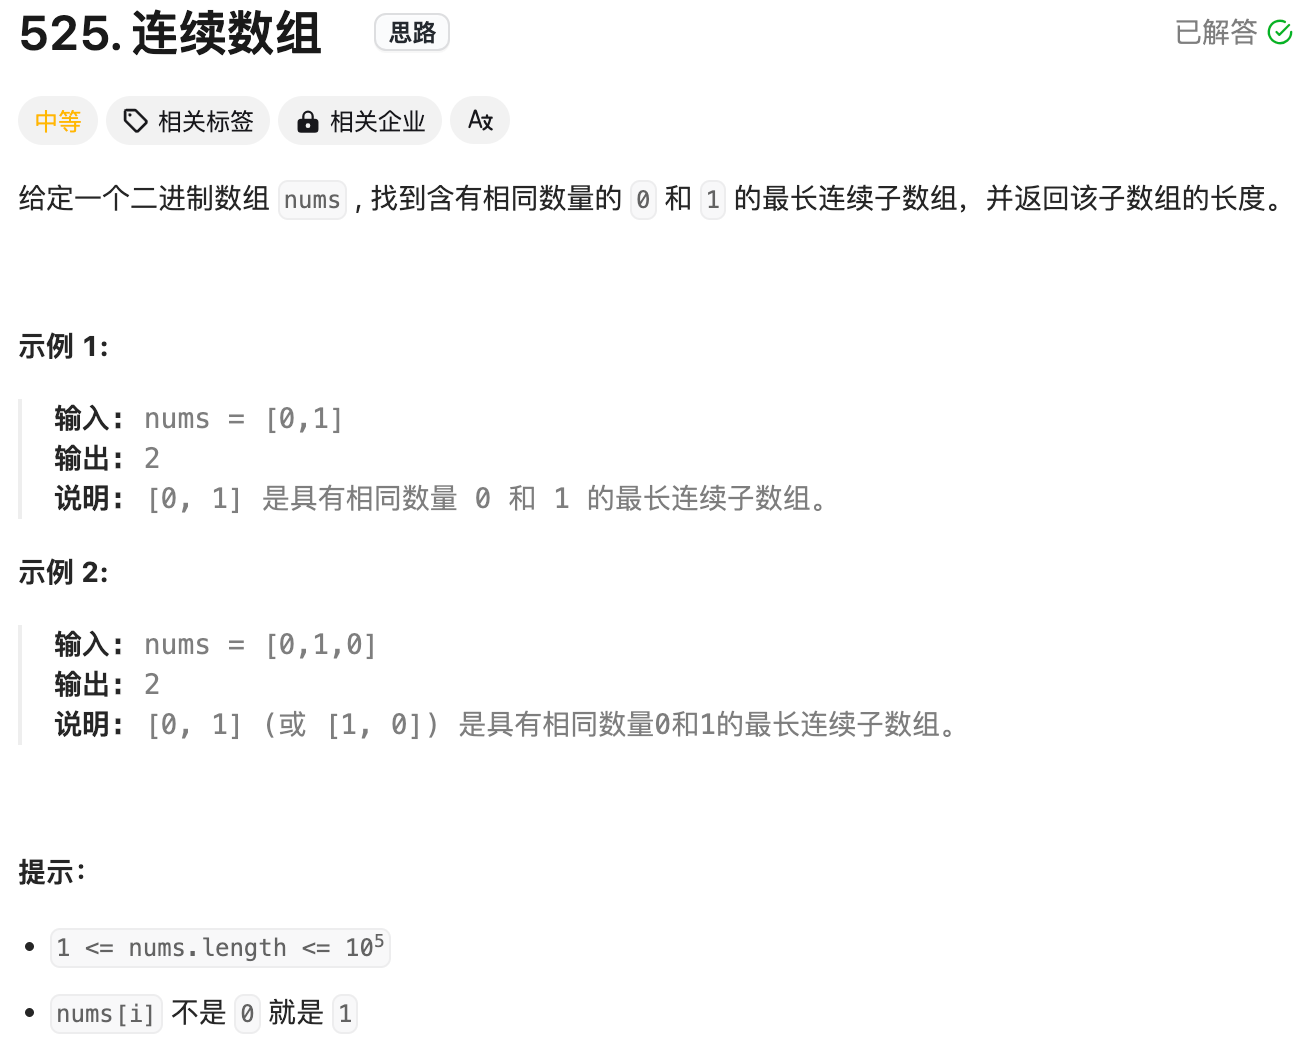 525. 连续数组 思路 已解答
中等 相关标签 相关企业 A文
给定一个二进制数组 nums , 找到含有相同数量的 0 和 1 的最长连续子数组，并返回该子数组的长度。
示例 1:
输入：nums = [0,1]
输出：2
说明：[0, 1] 是具有相同数量 0 和 1 的最长连续子数组。
示例 2:
输入：nums = [0,1,0]
输出：2
说明：[0, 1] (或 [1, 0]) 是具有相同数量0和1的最长连续子数组。
提示：
• 1 <= nums.length <= 10⁵
• nums[i] 不是 0 就是 1